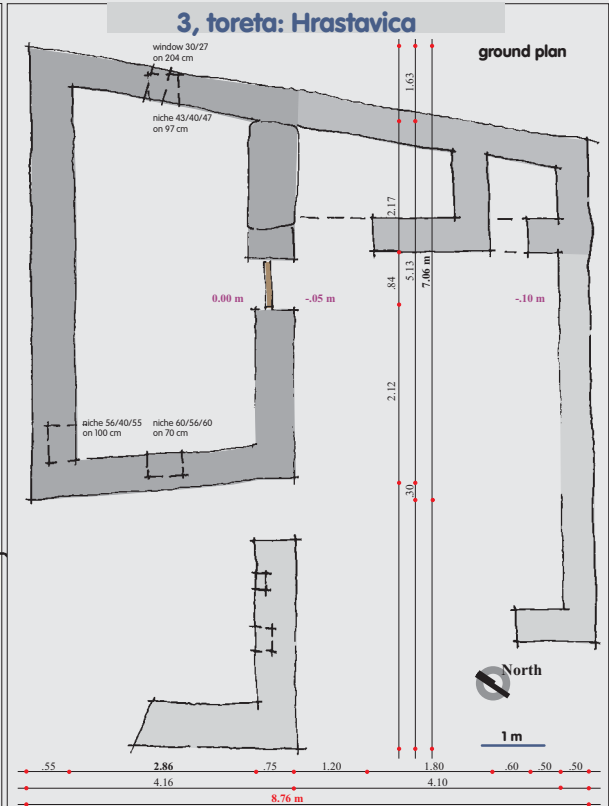 3, toreta: Hrastavica
ground plan
window 30/27
on 204 cm
niche 43/40/47
on 97 cm
1.63
2.17
5.13
7.06 m
.84
0.00 m
-.05 m
-.10 m
2.12
niche 56/40/55
on 100 cm
niche 60/56/60
on 70 cm
.30
North
1 m
.55 2.86 .75 1.20 1.80 .60 .50 .50
4.16 4.10
8.76 m